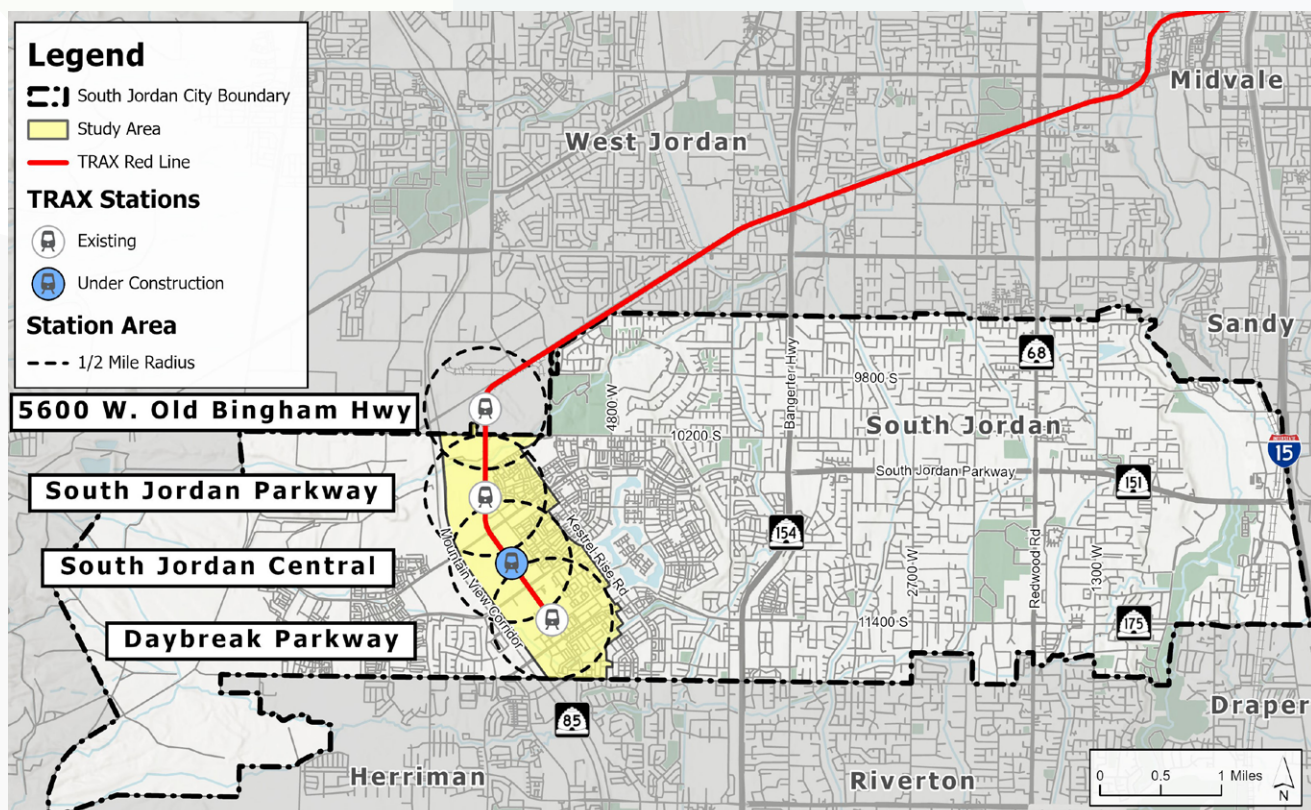 Legend
South Jordan City Boundary
Study Area
TRAX Red Line
TRAX Stations
Existing
Under Construction
Station Area
1/2 Mile Radius
Midvale
West Jordan
Sandy
68
9800 S
5600 W. Old Bingham Hwy
4800 W
Bangerter Hwy
South Jordan
10200 S
INTERSTATE
15
South Jordan Parkway
South Jordan Parkway
151
154
Kestrel Rise Rd
Mountain View Corridor
South Jordan Central
2700 W
Redwood Rd
1300 W
Daybreak Parkway
11400 S
175
85
Draper
Herriman
Riverton
0 0.5 1 Miles
N